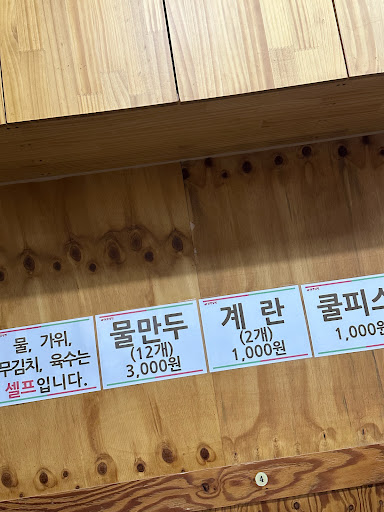 물, 가위,
무김치, 육수는
셀프입니다.
물만두
(12개)
3,000원
계 란
(2개)
1,000원
쿨피스
1,000원
4